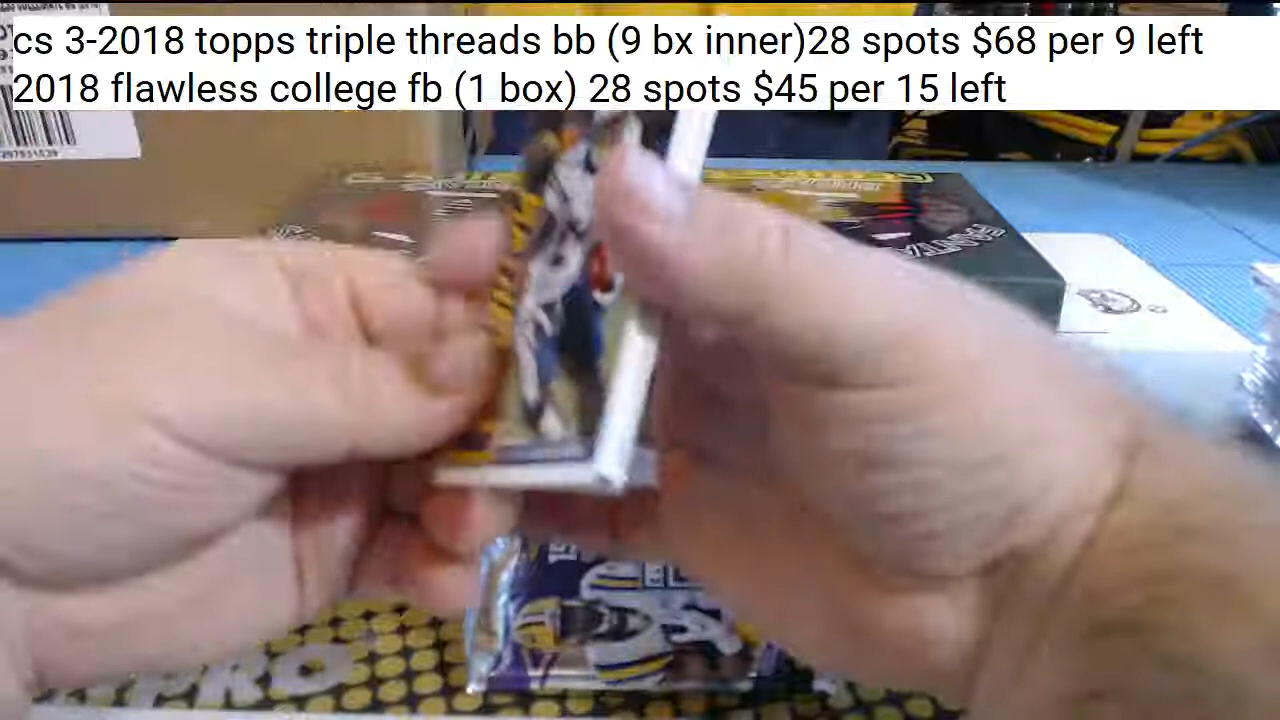 cs 3-2018 topps triple threads bb (9 bx inner)28 spots $68 per 9 left
2018 flawless college fb (1 box) 28 spots $45 per 15 left
PRO